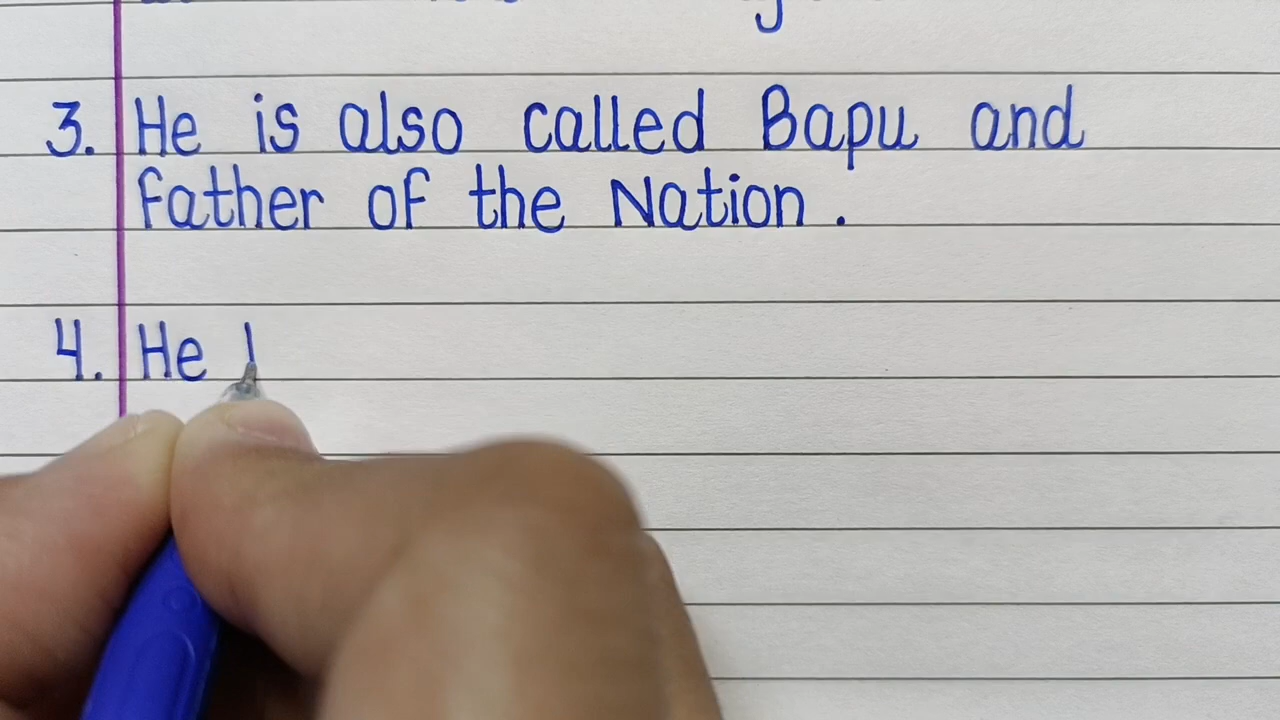 3. He is also called Bapu and
Father of the Nation.
4. He